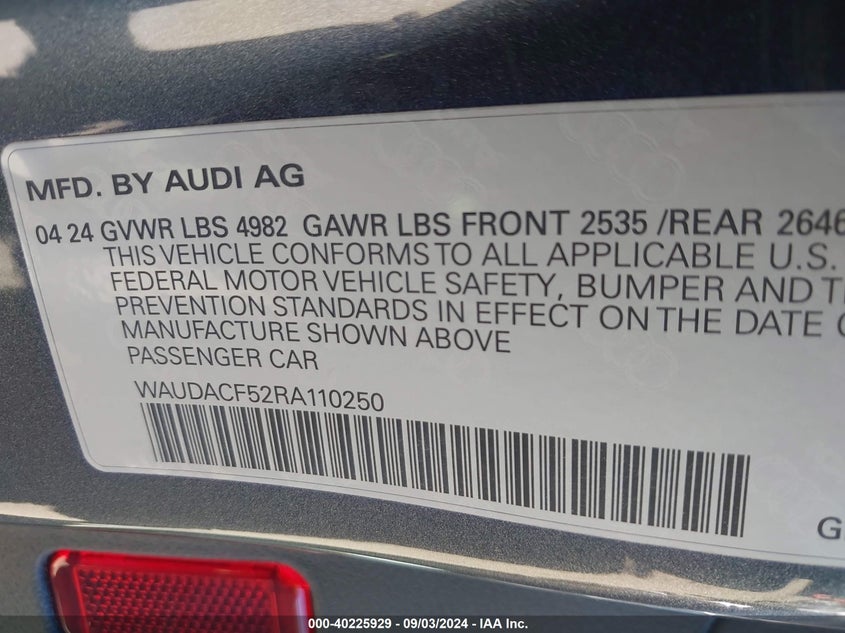 MFD. BY AUDI AG
04 24 GVWR LBS 4982 GAWR LBS FRONT 2535 /REAR 2646
THIS VEHICLE CONFORMS TO ALL APPLICABLE U.S.
FEDERAL MOTOR VEHICLE SAFETY, BUMPER AND
PREVENTION STANDARDS IN EFFECT ON THE DATE
MANUFACTURE SHOWN ABOVE
PASSENGER CAR
WAUDACF52RA110250
G
000-40225929 - 09/03/2024 - IAA Inc.